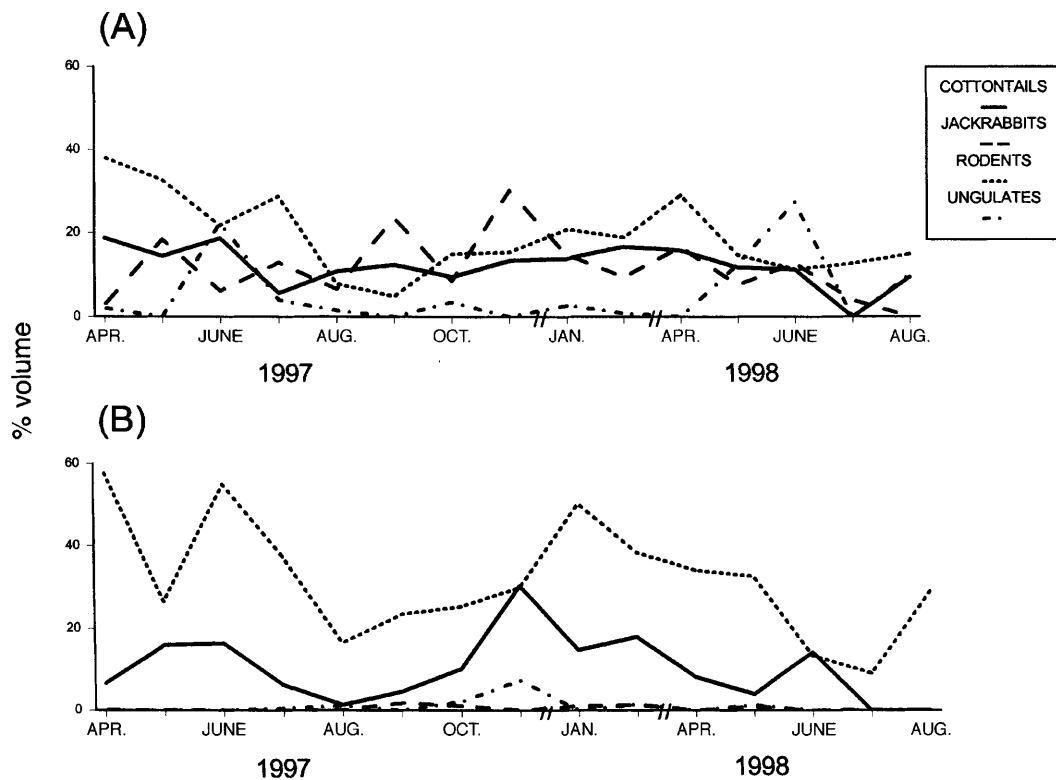 (A)
60
40
20
0
APR. JUNE AUG. OCT. JAN. APR. JUNE AUG.
1997 1998
COTTONTAILS
JACKRABBITS
RODENTS
UNGULATES
% volume
(B)
60
40
20
0
APR. JUNE AUG. OCT. JAN. APR. JUNE AUG.
1997 1998